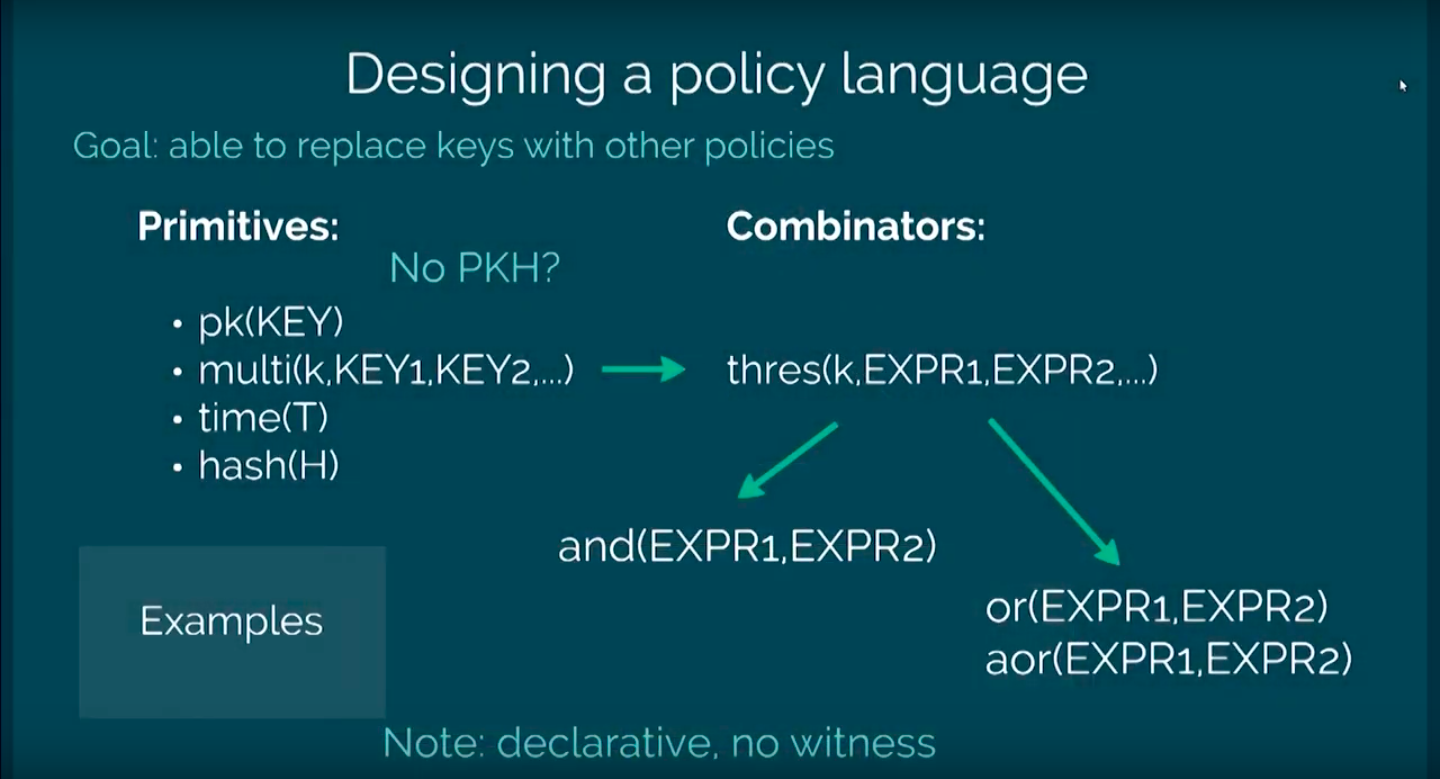 Designing a policy language
Goal: able to replace keys with other policies
Primitives:
No PKH?
• pk(KEY)
• multi(k,KEY1,KEY2,...)
• time(T)
• hash(H)
Combinators:
thres(k,EXPR1,EXPR2,...)
and(EXPR1,EXPR2)
or(EXPR1,EXPR2)
aor(EXPR1,EXPR2)
Examples
Note: declarative, no witness